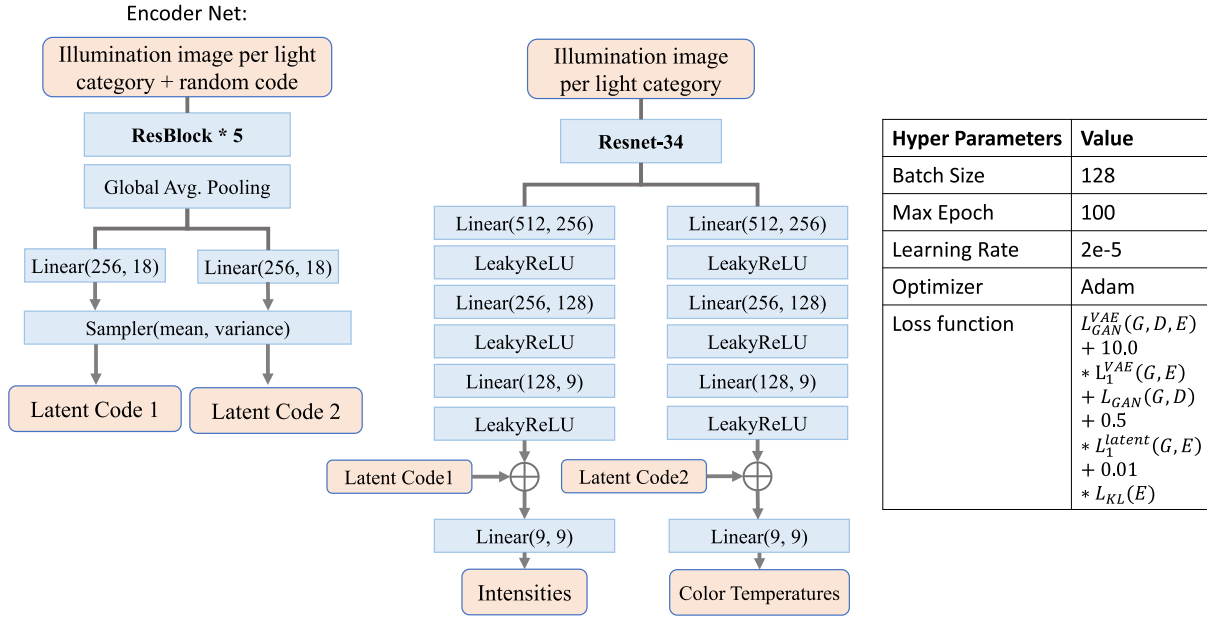 Encoder Net:
Illumination image per light
category + random code
ResBlock * 5
Global Avg. Pooling
Linear(256, 18)
Linear(256, 18)
Sampler(mean, variance)
Latent Code 1
Latent Code 2
Illumination image
per light category
Resnet-34
Linear(512, 256)
LeakyReLU
Linear(256, 128)
LeakyReLU
Linear(128, 9)
LeakyReLU
Latent Code1
Linear(9, 9)
Intensities
Linear(512, 256)
LeakyReLU
Linear(256, 128)
LeakyReLU
Linear(128, 9)
LeakyReLU
Latent Code2
Linear(9, 9)
Color Temperatures
Hyper Parameters Value
Batch Size 128
Max Epoch 100
Learning Rate 2e-5
Optimizer Adam
Loss function $L_{GAN}^{VAE}(G, D, E)$
+ 10.0
* $L_1^{VAE}(G, E)$
+ $L_{GAN}(G, D)$
+ 0.5
* $L_1^{latent}(G, E)$
+ 0.01
* $L_{KL}(E)$